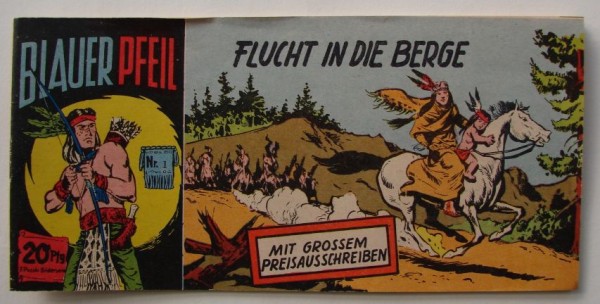 BLAUER PFEIL
Nr. 1
20 Pfg
FLUCHT IN DIE BERGE
MIT GROSSEM
PREISAUSSCHREIBEN